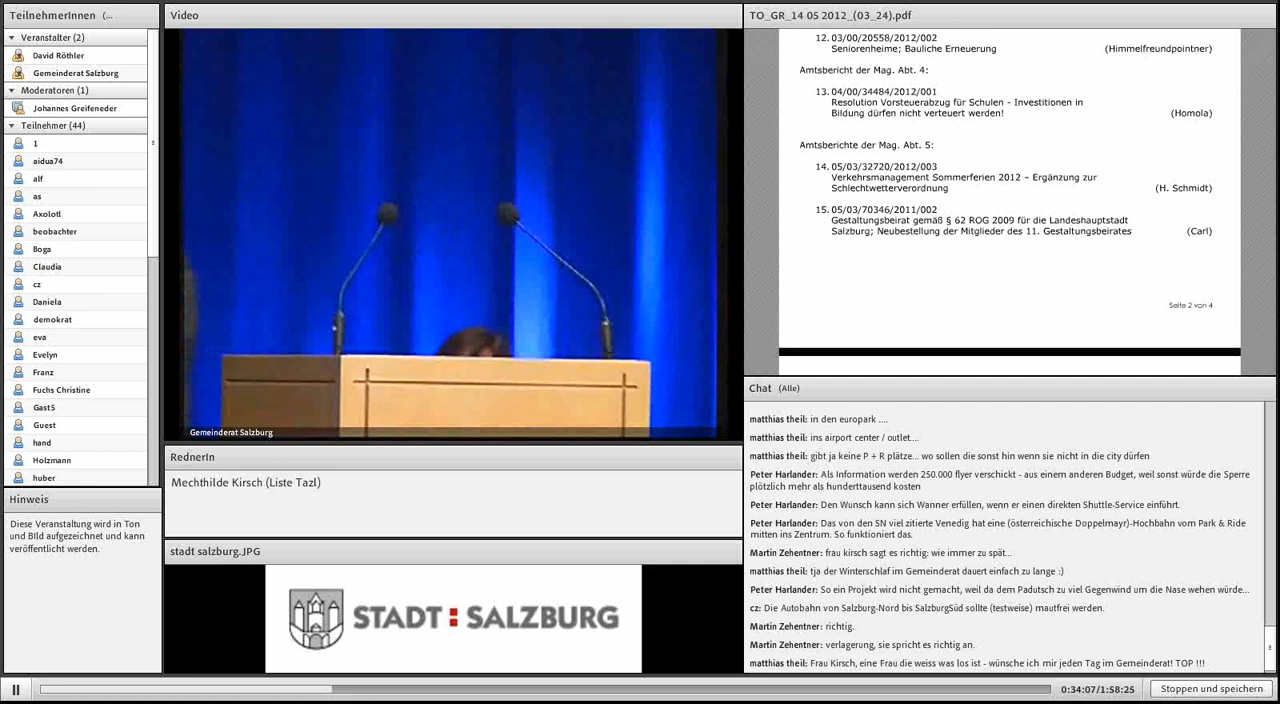 TeilnehmerInnen (...
Veranstalter (2)
David Röthler
Gemeinderat Salzburg
Moderatoren (1)
Johannes Greifeneder
Teilnehmer (44)
1
aidua74
alf
as
Axolotl
beobachter
Boga
Claudia
cz
Daniela
demokrat
eva
Evelyn
Franz
Fuchs Christine
Gast5
Guest
hand
Holzmann
huber
Hinweis
Diese Veranstaltung wird in Ton
und BIld aufgezeichnet und kann
veröffentlicht werden.
Video
Gemeinderat Salzburg
RednerIn
Mechthilde Kirsch (Liste Tazl)
stadt salzburg.JPG
STADT : SALZBURG
TO_GR_14 05 2012_(03_24).pdf
12. 03/00/20558/2012/002
Seniorenheime; Bauliche Erneuerung (Himmelfreundpointner)
Amtsbericht der Mag. Abt. 4:
13. 04/00/34484/2012/001
Resolution Vorsteuerabzug für Schulen - Investitionen in
Bildung dürfen nicht verteuert werden! (Homola)
Amtsberichte der Mag. Abt. 5:
14. 05/03/32720/2012/003
Verkehrsmanagement Sommerferien 2012 – Ergänzung zur
Schlechtwetterverordnung (H. Schmidt)
15. 05/03/70346/2011/002
Gestaltungsbeirat gemäß § 62 ROG 2009 für die Landeshauptstadt
Salzburg; Neubestellung der Mitglieder des 11. Gestaltungsbeirates (Carl)
Seite 2 von 4
Chat (Alle)
matthias theil: in den europark ....
matthias theil: ins airport center / outlet....
matthias theil: gibt ja keine P + R plätze... wo sollen die sonst hin wenn sie nicht in die city dürfen
Peter Harlander: Als Information werden 250.000 flyer verschickt - aus einem anderen Budget, weil sonst würde die Sperre
plötzlich mehr als hunderttausend kosten
Peter Harlander: Den Wunsch kann sich Wanner erfüllen, wenn er einen direkten Shuttle-Service einführt.
Peter Harlander: Das von den SN viel zitierte Venedig hat eine (österreichische Doppelmayr)-Hochbahn vom Park & Ride
mitten ins Zentrum. So funktioniert das.
Martin Zehentner: frau kirsch sagt es richtig: wie immer zu spät...
matthias theil: tja der Winterschlaf im Gemeinderat dauert einfach zu lange :)
Peter Harlander: So ein Projekt wird nicht gemacht, weil da dem Padutsch zu viel Gegenwind um die Nase wehen würde...
cz: Die Autobahn von Salzburg-Nord bis SalzburgSüd sollte (testweise) mautfrei werden.
Martin Zehentner: richtig.
Martin Zehentner: verlagerung, sie spricht es richtig an.
matthias theil: Frau Kirsch, eine Frau die weiss was los ist - wünsche ich mir jeden Tag im Gemeinderat! TOP !!!
0:34:07/1:58:25
Stoppen und speichern